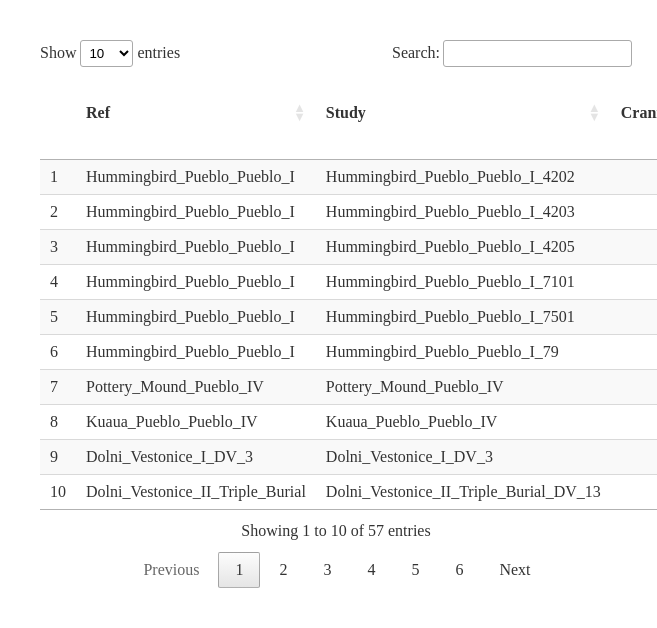 Show 10 entries Search:
Ref Study Cran
1 Hummingbird_Pueblo_Pueblo_I Hummingbird_Pueblo_Pueblo_I_4202
2 Hummingbird_Pueblo_Pueblo_I Hummingbird_Pueblo_Pueblo_I_4203
3 Hummingbird_Pueblo_Pueblo_I Hummingbird_Pueblo_Pueblo_I_4205
4 Hummingbird_Pueblo_Pueblo_I Hummingbird_Pueblo_Pueblo_I_7101
5 Hummingbird_Pueblo_Pueblo_I Hummingbird_Pueblo_Pueblo_I_7501
6 Hummingbird_Pueblo_Pueblo_I Hummingbird_Pueblo_Pueblo_I_79
7 Pottery_Mound_Pueblo_IV Pottery_Mound_Pueblo_IV
8 Kuaua_Pueblo_Pueblo_IV Kuaua_Pueblo_Pueblo_IV
9 Dolni_Vestonice_I_DV_3 Dolni_Vestonice_I_DV_3
10 Dolni_Vestonice_II_Triple_Burial Dolni_Vestonice_II_Triple_Burial_DV_13
Showing 1 to 10 of 57 entries
Previous 1 2 3 4 5 6 Next